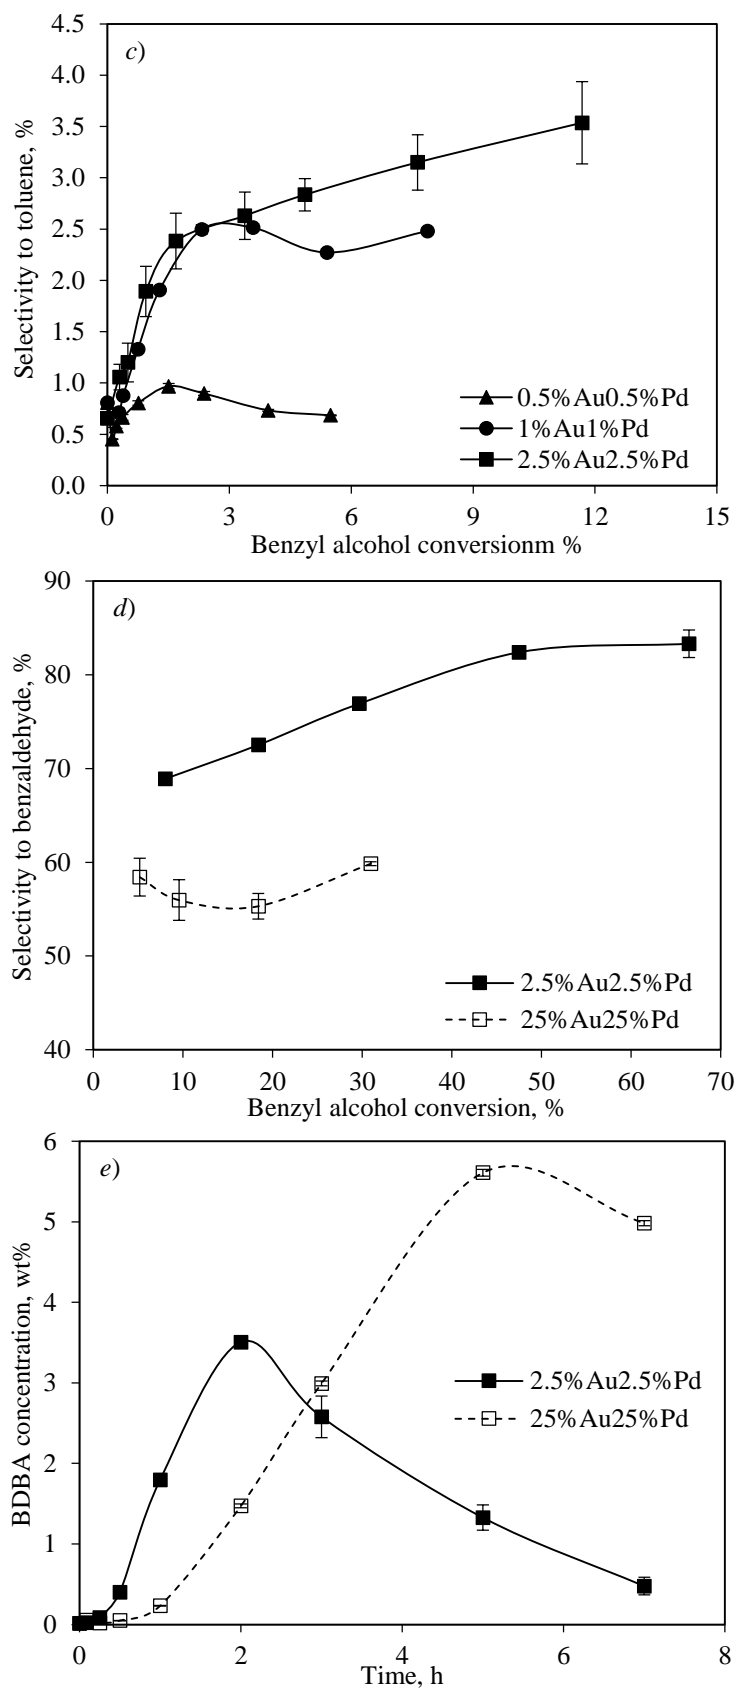 c)
Selectivity to toluene, %
4.5
4.0
3.5
3.0
2.5
2.0
1.5
1.0
0.5
0.0
0.5%Au0.5%Pd
1%Au1%Pd
2.5%Au2.5%Pd
0 3 6 9 12 15
Benzyl alcohol conversionm %
d)
Selectivity to benzaldehyde, %
90
80
70
60
50
40
2.5%Au2.5%Pd
25%Au25%Pd
0 10 20 30 40 50 60 70
Benzyl alcohol conversion, %
e)
BDBA concentration, wt%
6
5
4
3
2
1
0
2.5%Au2.5%Pd
25%Au25%Pd
0 2 4 6 8
Time, h